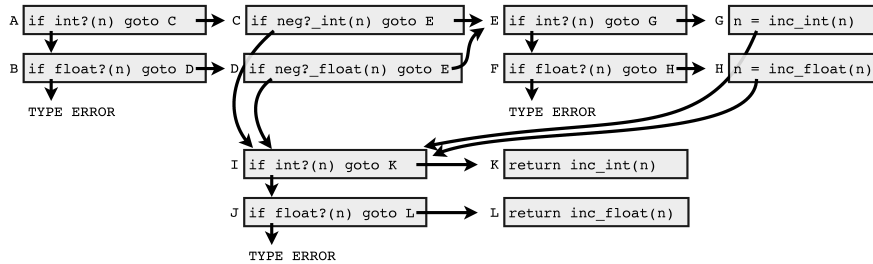 A if int?(n) goto C C if neg?_int(n) goto E E if int?(n) goto G G n = inc_int(n)
B if float?(n) goto D D if neg?_float(n) goto E F if float?(n) goto H H n = inc_float(n)
TYPE ERROR TYPE ERROR
I if int?(n) goto K K return inc_int(n)
J if float?(n) goto L L return inc_float(n)
TYPE ERROR